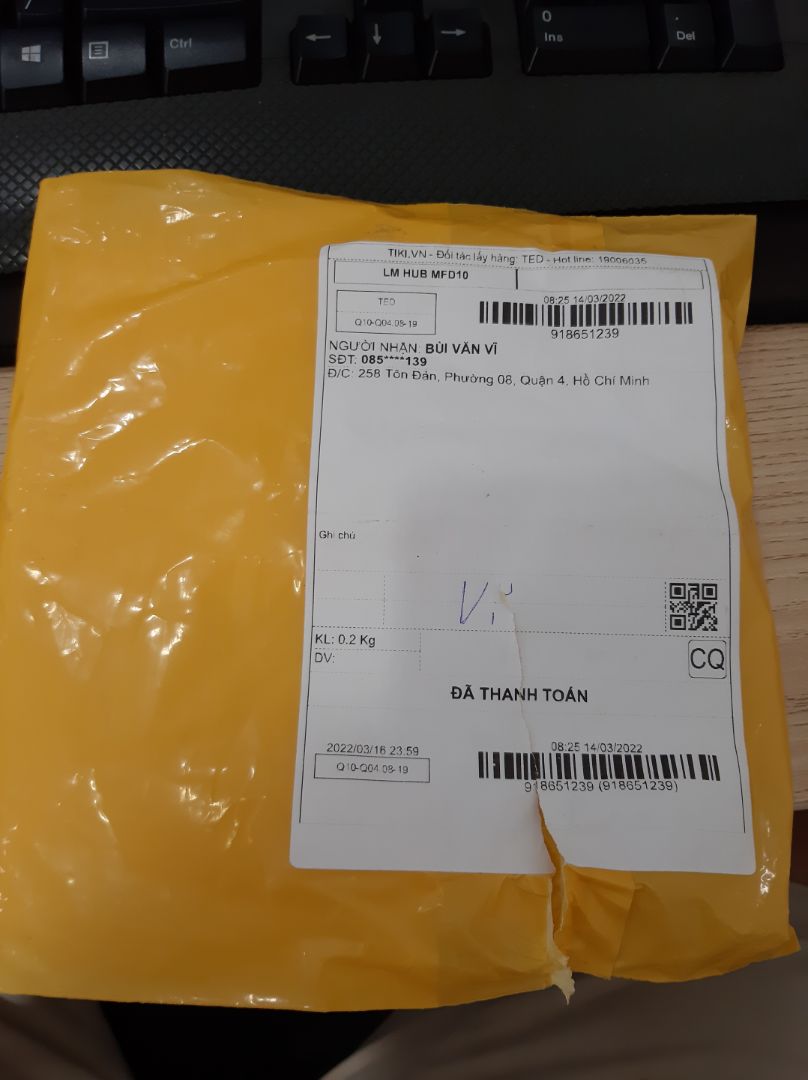 Ctrl
0
Ins
.
Del
TIKI.VN - Đối tác lấy hàng: TED - Hot line: 19006035
LM HUB MFD10
TED
Q10-Q04.08-19
08:25 14/03/2022
918651239
NGƯỜI NHẬN: BÙI VĂN VĨ
SĐT: 085****139
Đ/C: 258 Tôn Đản, Phường 08, Quận 4, Hồ Chí Minh
Ghi chú
Vĩ
KL: 0.2 Kg
DV:
CQ
ĐÃ THANH TOÁN
2022/03/16 23:59
Q10-Q04.08-19
08:25 14/03/2022
918651239 (918651239)